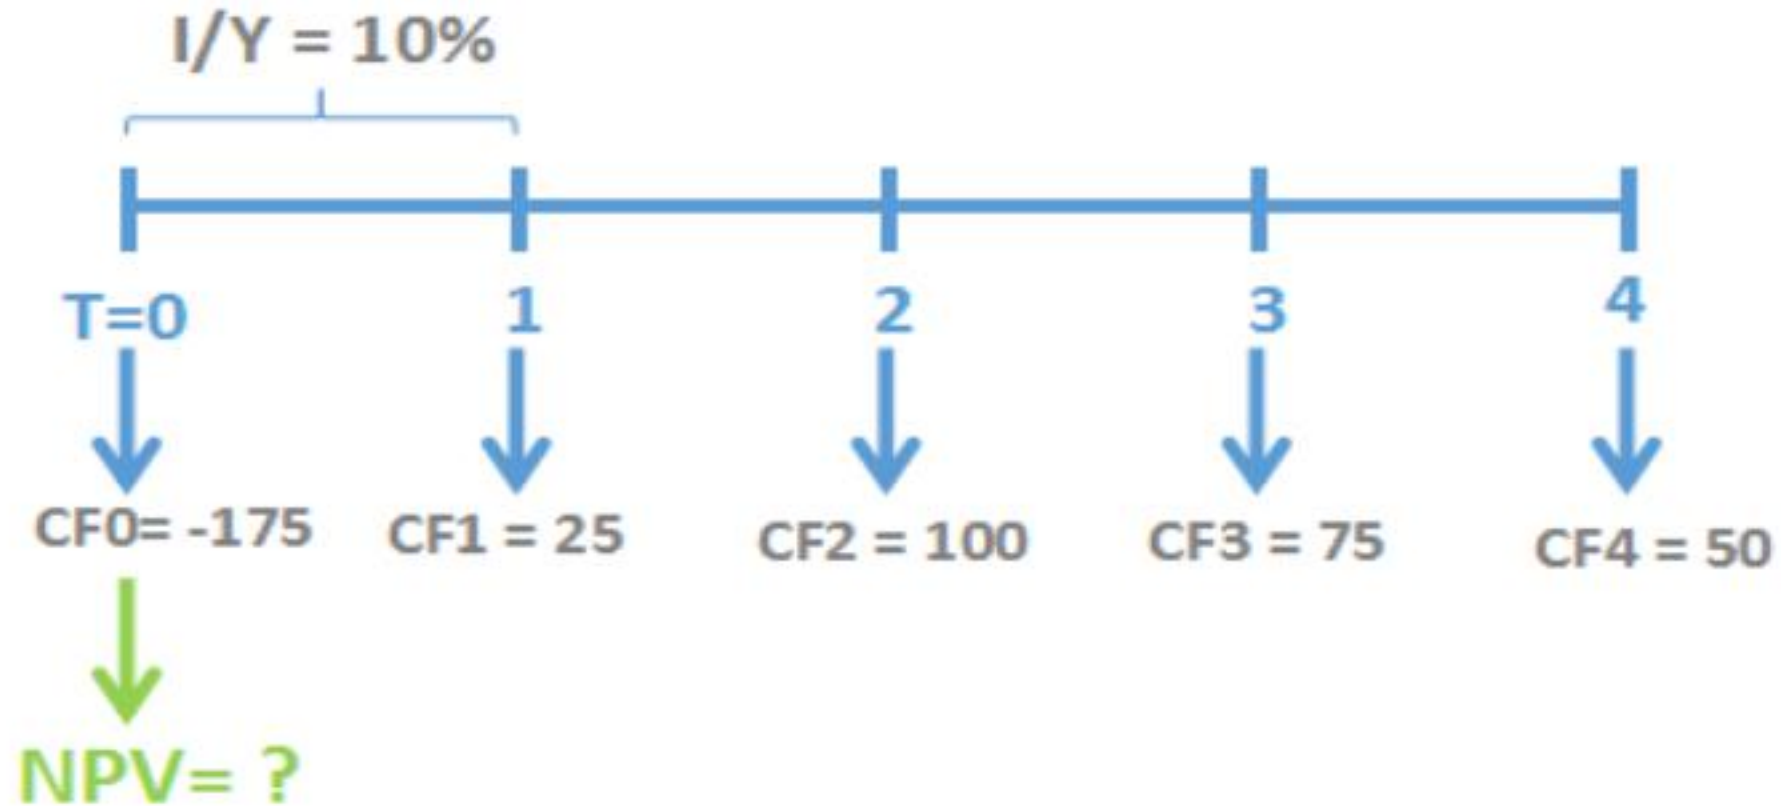 I/Y = 10%
T=0 1 2 3 4
CF0= -175 CF1 = 25 CF2 = 100 CF3 = 75 CF4 = 50
NPV= ?